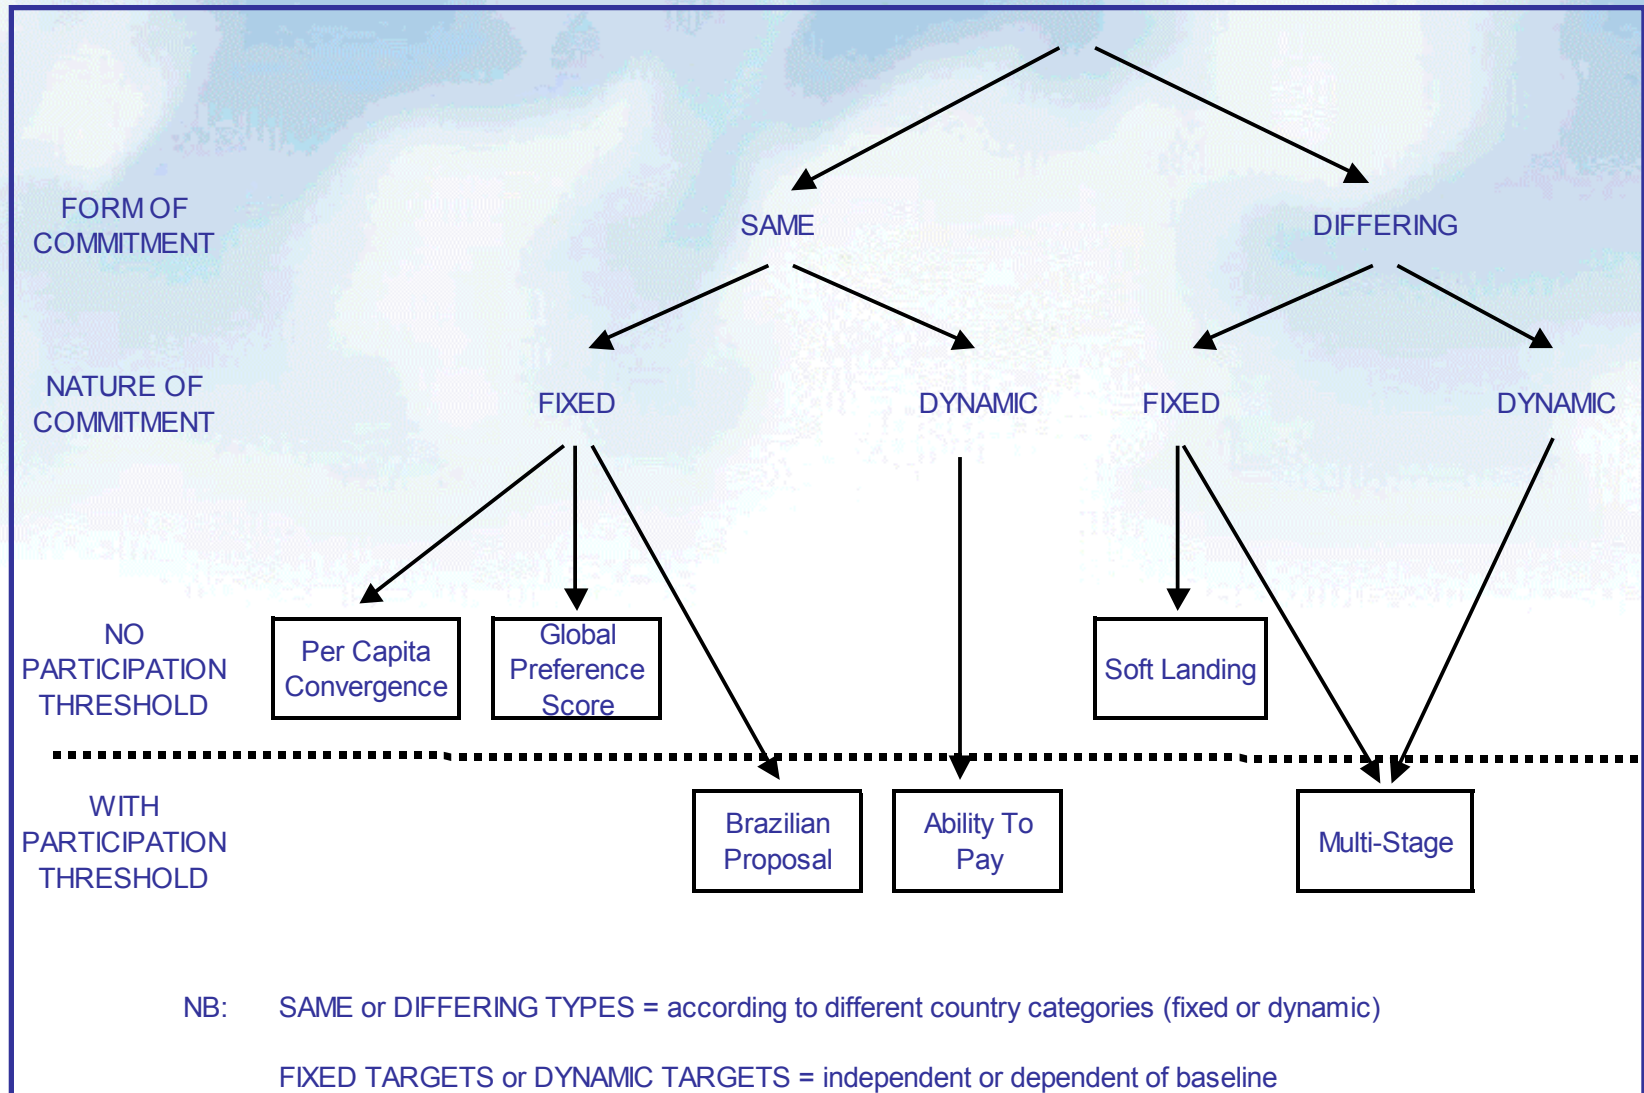 FORM OF
COMMITMENT
SAME
DIFFERING
NATURE OF
COMMITMENT
FIXED
DYNAMIC
FIXED
DYNAMIC
NO
PARTICIPATION
THRESHOLD
Per Capita
Convergence
Global
Preference
Score
Soft Landing
WITH
PARTICIPATION
THRESHOLD
Brazilian
Proposal
Ability To
Pay
Multi-Stage
NB: SAME or DIFFERING TYPES = according to different country categories (fixed or dynamic)
FIXED TARGETS or DYNAMIC TARGETS = independent or dependent of baseline